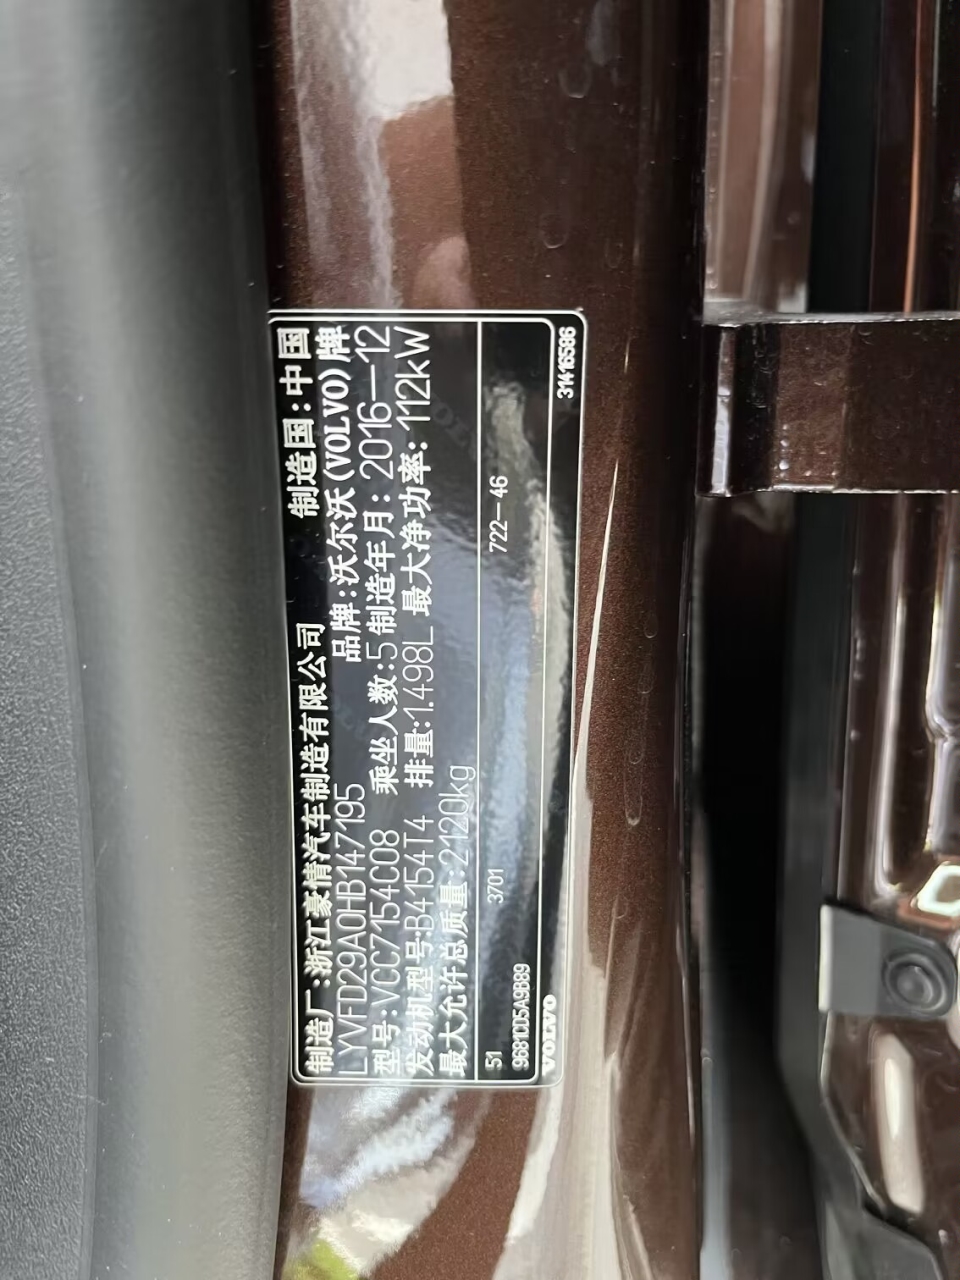 制造厂:浙江豪情汽车制造有限公司 制造国:中国
LYVFD29A0HB147195 品牌:沃尔沃(VOLVO)牌
型号:VCC7154C08 乘坐人数:5 制造年月:2016—12
发动机型号:B4154T4 排量:1.498L 最大净功率:112kW
最大允许总质量:2120kg
51 3701 722-46
9681CD5A9B89
VOLVO 31416586